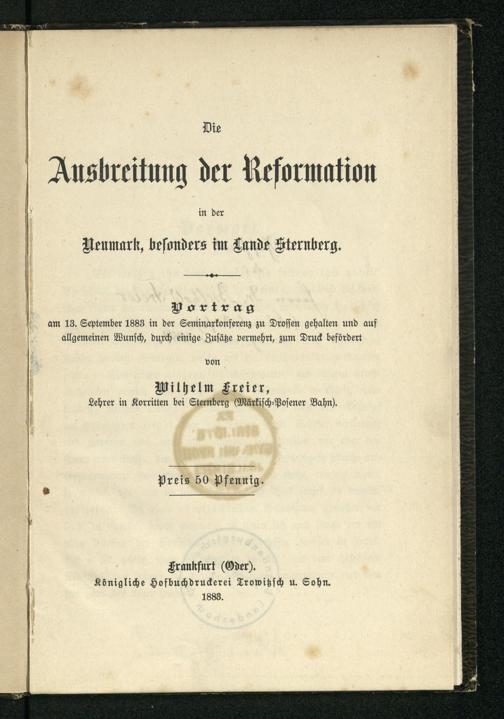 Die
Ausbreitung der Reformation
in der
Neumark, besonders im Lande Sternberg.
Vortrag
am 13. September 1883 in der Seminarkonferenz zu Drossen gehalten und auf
allgemeinen Wunsch, durch einige Zusätze vermehrt, zum Druck befördert
von
Wilhelm Freier,
Lehrer in Korritten bei Sternberg (Märkisch-Posener Bahn).
Preis 50 Pfennig.
Frankfurt (Oder).
Königliche Hofbuchdruckerei Trowitzsch u. Sohn.
1883.